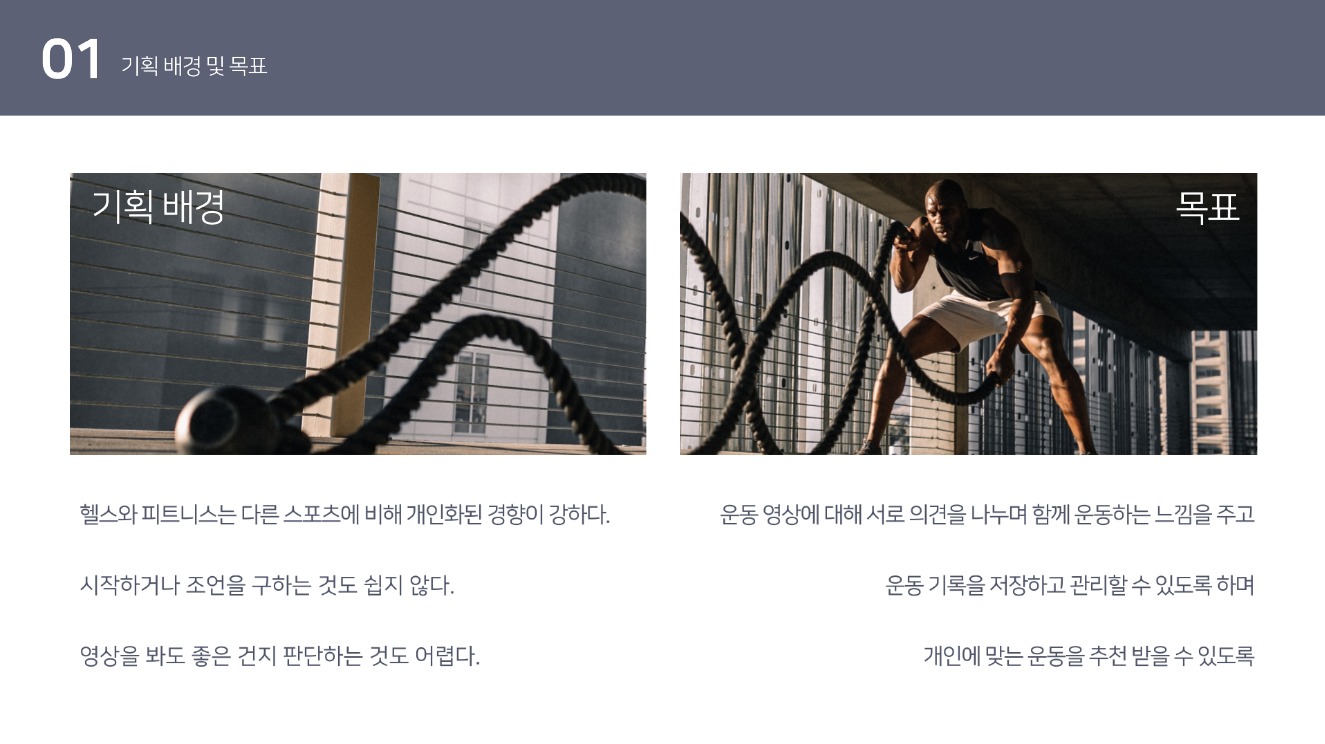 01 기획 배경 및 목표
기획 배경
헬스와 피트니스는 다른 스포츠에 비해 개인화된 경향이 강하다.
시작하거나 조언을 구하는 것도 쉽지 않다.
영상을 봐도 좋은 건지 판단하는 것도 어렵다.
목표
운동 영상에 대해 서로 의견을 나누며 함께 운동하는 느낌을 주고
운동 기록을 저장하고 관리할 수 있도록 하며
개인에 맞는 운동을 추천 받을 수 있도록